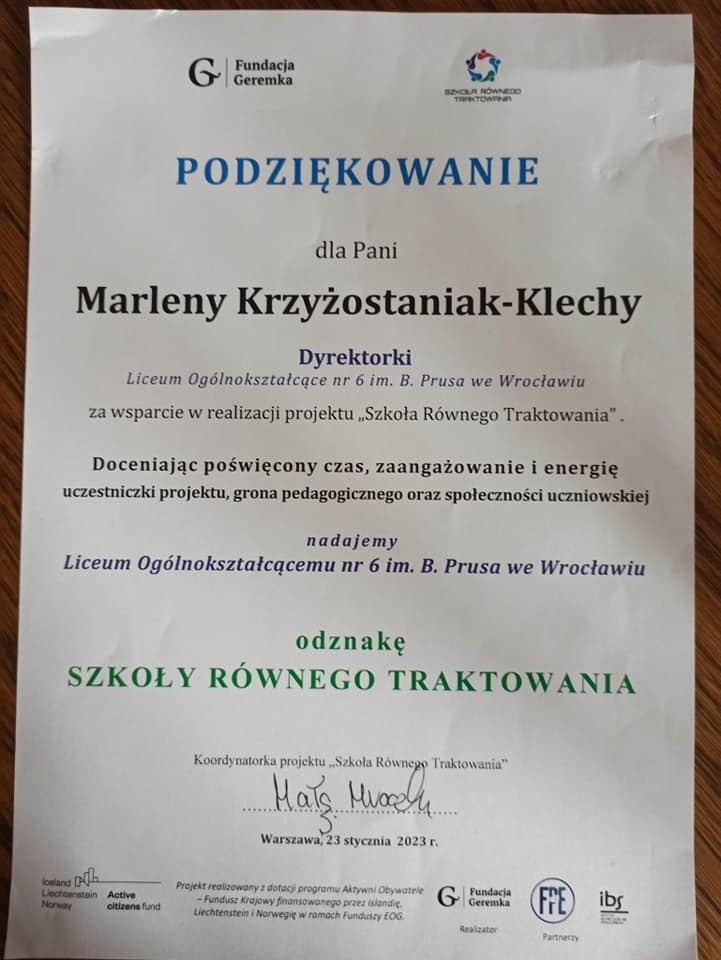 Fundacja
Geremka
SZKOŁA RÓWNEGO
TRAKTOWANIA
PODZIĘKOWANIE
dla Pani
Marleny Krzyżostaniak-Klechy
Dyrektorki
Liceum Ogólnokształcące nr 6 im. B. Prusa we Wrocławiu
za wsparcie w realizacji projektu „Szkoła Równego Traktowania” .
Doceniając poświęcony czas, zaangażowanie i energię
uczestniczki projektu, grona pedagogicznego oraz społeczności uczniowskiej
nadajemy
Liceum Ogólnokształcącemu nr 6 im. B. Prusa we Wrocławiu
odznakę
SZKOŁY RÓWNEGO TRAKTOWANIA
Koordynatorka projektu „Szkoła Równego Traktowania”
Warszawa, 23 stycznia 2023 r.
Iceland
Liechtenstein
Norway
Active
citizens fund
Projekt realizowany z dotacji programu Aktywni Obywatele
– Fundusz Krajowy finansowanego przez Islandię,
Liechtenstein i Norwegię w ramach Funduszy EOG.
Fundacja
Geremka
Realizator
FPE
ibs
Partnerzy